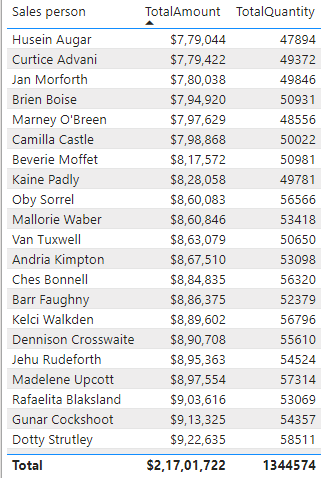 Sales person TotalAmount TotalQuantity
Husein Augar $7,79,044 47894
Curtice Advani $7,79,422 49372
Jan Morforth $7,80,038 49846
Brien Boise $7,94,920 50931
Marney O'Breen $7,97,629 48556
Camilla Castle $7,98,868 50022
Beverie Moffet $8,17,572 50981
Kaine Padly $8,28,058 49781
Oby Sorrel $8,60,083 56566
Mallorie Waber $8,60,846 53418
Van Tuxwell $8,63,079 50650
Andria Kimpton $8,67,510 53098
Ches Bonnell $8,84,835 56320
Barr Faughny $8,86,375 52379
Kelci Walkden $8,89,602 56796
Dennison Crosswaite $8,90,708 55610
Jehu Rudeforth $8,95,363 54524
Madelene Upcott $8,97,554 57314
Rafaelita Blaksland $9,03,616 53069
Gunar Cockshoot $9,13,325 54357
Dotty Strutley $9,22,635 58511
Total $2,17,01,722 1344574